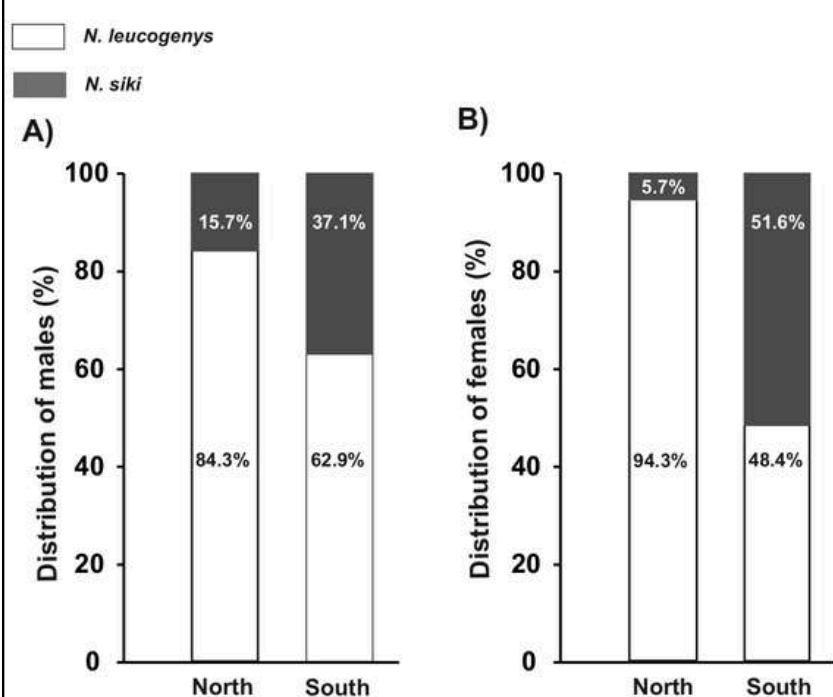 N. leucogenys
N. siki
A)
Distribution of males (%)
100
80
60
40
20
0
15.7%
37.1%
84.3%
62.9%
North
South
B)
Distribution of females (%)
100
80
60
40
20
0
5.7%
51.6%
94.3%
48.4%
North
South